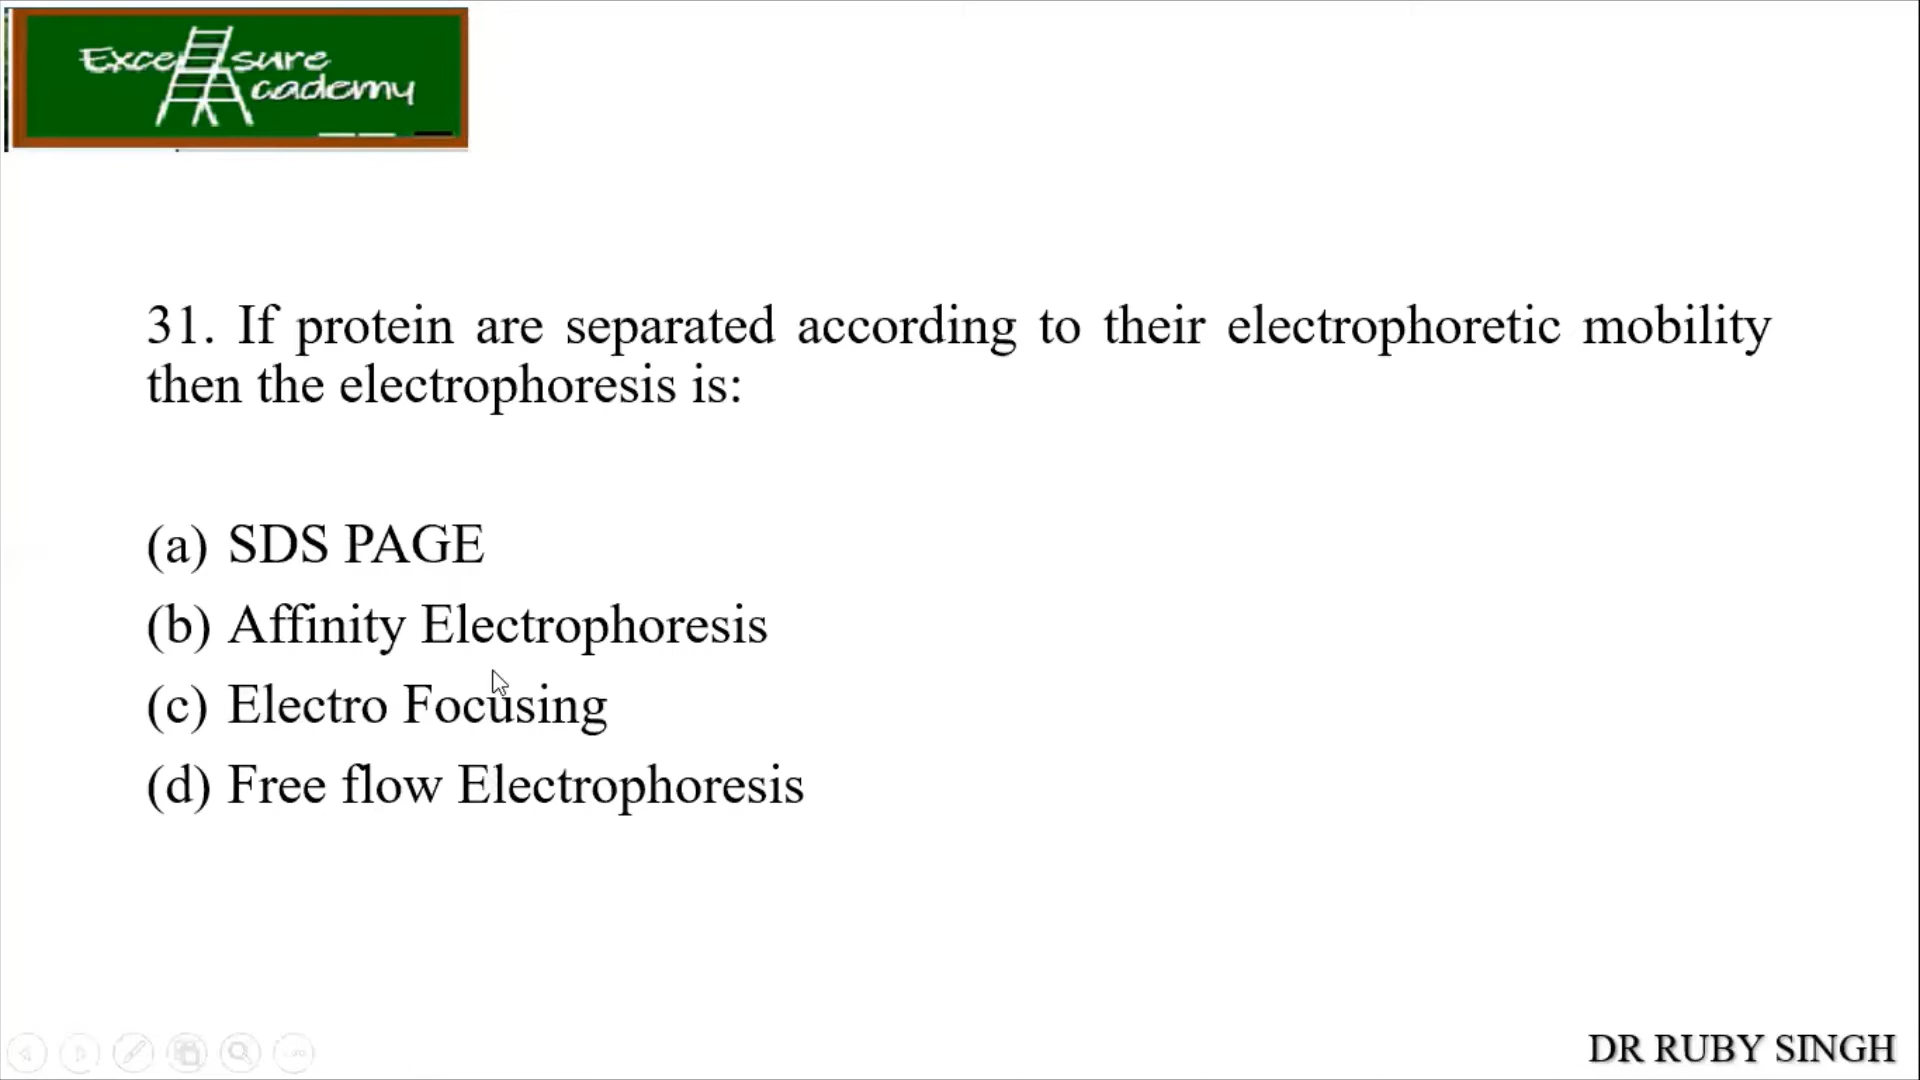 Excel sure
Academy
31. If protein are separated according to their electrophoretic mobility
then the electrophoresis is:
(a) SDS PAGE
(b) Affinity Electrophoresis
(c) Electro Focusing
(d) Free flow Electrophoresis
DR RUBY SINGH